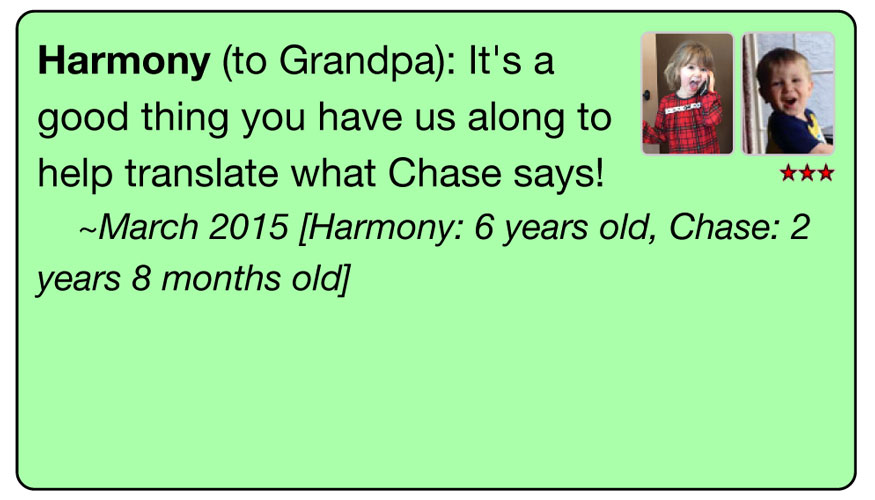 Harmony (to Grandpa): It's a
good thing you have us along to
help translate what Chase says!
~March 2015 [Harmony: 6 years old, Chase: 2
years 8 months old]